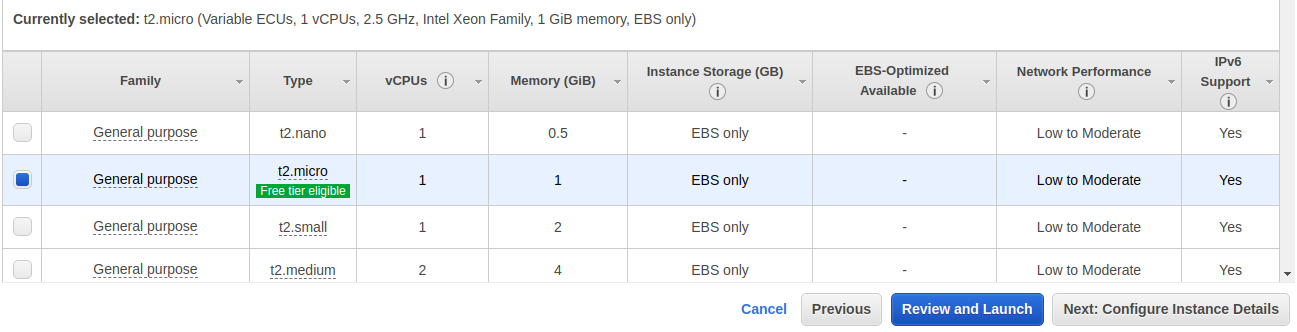 Currently selected: t2.micro (Variable ECUs, 1 vCPUs, 2.5 GHz, Intel Xeon Family, 1 GiB memory, EBS only)
Family Type vCPUs Memory (GiB) Instance Storage (GB) EBS-Optimized Available Network Performance IPv6 Support
General purpose t2.nano 1 0.5 EBS only - Low to Moderate Yes
General purpose t2.micro Free tier eligible 1 1 EBS only - Low to Moderate Yes
General purpose t2.small 1 2 EBS only - Low to Moderate Yes
General purpose t2.medium 2 4 EBS only - Low to Moderate Yes
Cancel Previous Review and Launch Next: Configure Instance Details